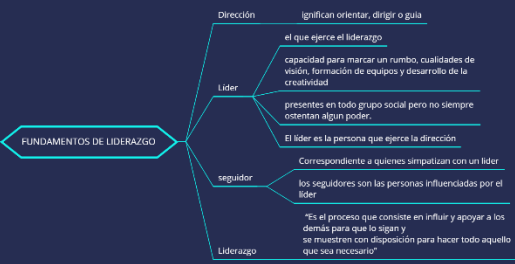 FUNDAMENTOS DE LIDERAZGO
Dirección
ignifican orientar, dirigir o guia
Líder
el que ejerce el liderazgo
capacidad para marcar un rumbo, cualidades de
visión, formación de equipos y desarrollo de la
creatividad
presentes en todo grupo social pero no siempre
ostentan algun poder.
El líder es la persona que ejerce la dirección
seguidor
Correspondiente a quienes simpatizan con un lider
los seguidores son las personas influenciadas por el
líder
Liderazgo
“Es el proceso que consiste en influir y apoyar a los
demás para que lo sigan y
se muestren con disposición para hacer todo aquello
que sea necesario”